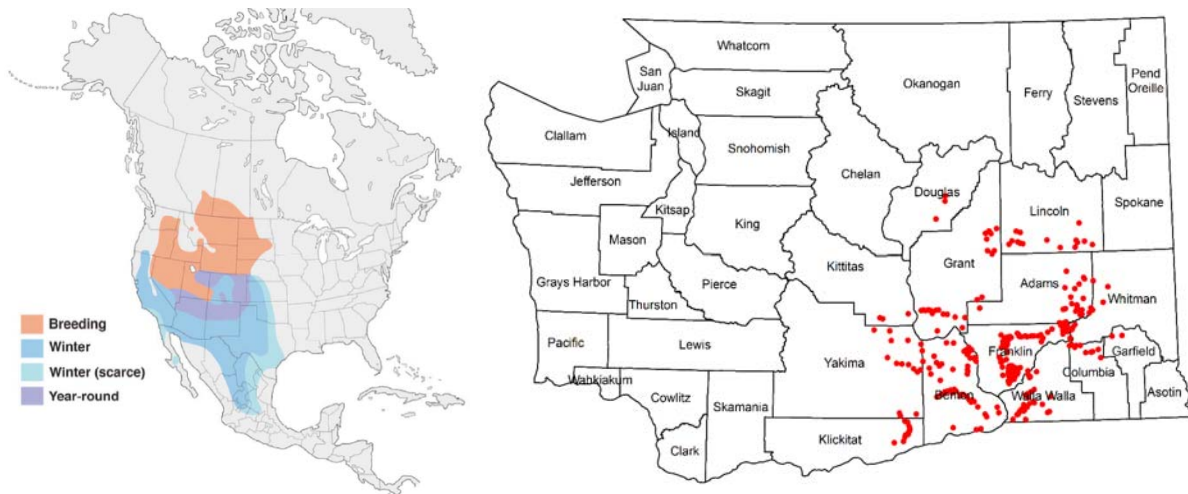 Breeding
Winter
Winter (scarce)
Year-round
Whatcom
San
Juan
Skagit
Okanogan
Ferry
Stevens
Pend
Oreille
Clallam
Island
Snohomish
Chelan
Douglas
Jefferson
Kitsap
King
Lincoln
Spokane
Mason
Grant
Kittitas
Grays Harbor
Pierce
Adams
Whitman
Thurston
Pacific
Lewis
Yakima
Franklin
Garfield
Columbia
Wahkiakum
Cowlitz
Skamania
Benton
Walla Walla
Asotin
Klickitat
Clark